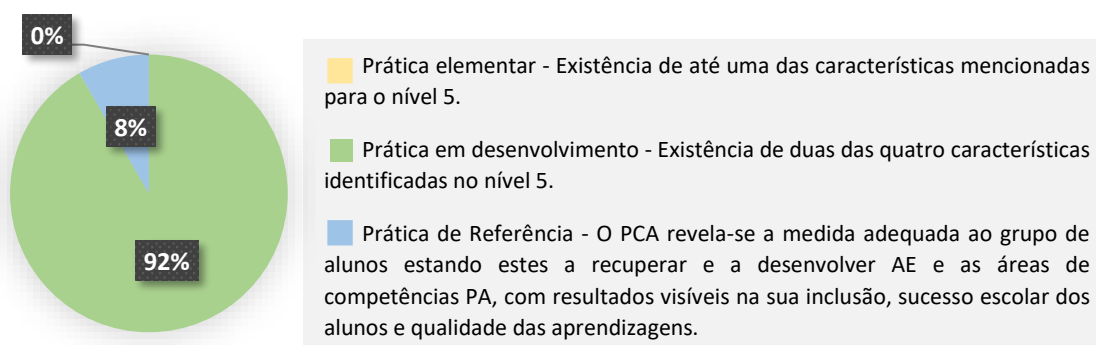 0%
8%
92%
Prática elementar - Existência de até uma das características mencionadas
para o nível 5.
Prática em desenvolvimento - Existência de duas das quatro características
identificadas no nível 5.
Prática de Referência - O PCA revela-se a medida adequada ao grupo de
alunos estando estes a recuperar e a desenvolver AE e as áreas de
competências PA, com resultados visíveis na sua inclusão, sucesso escolar dos
alunos e qualidade das aprendizagens.